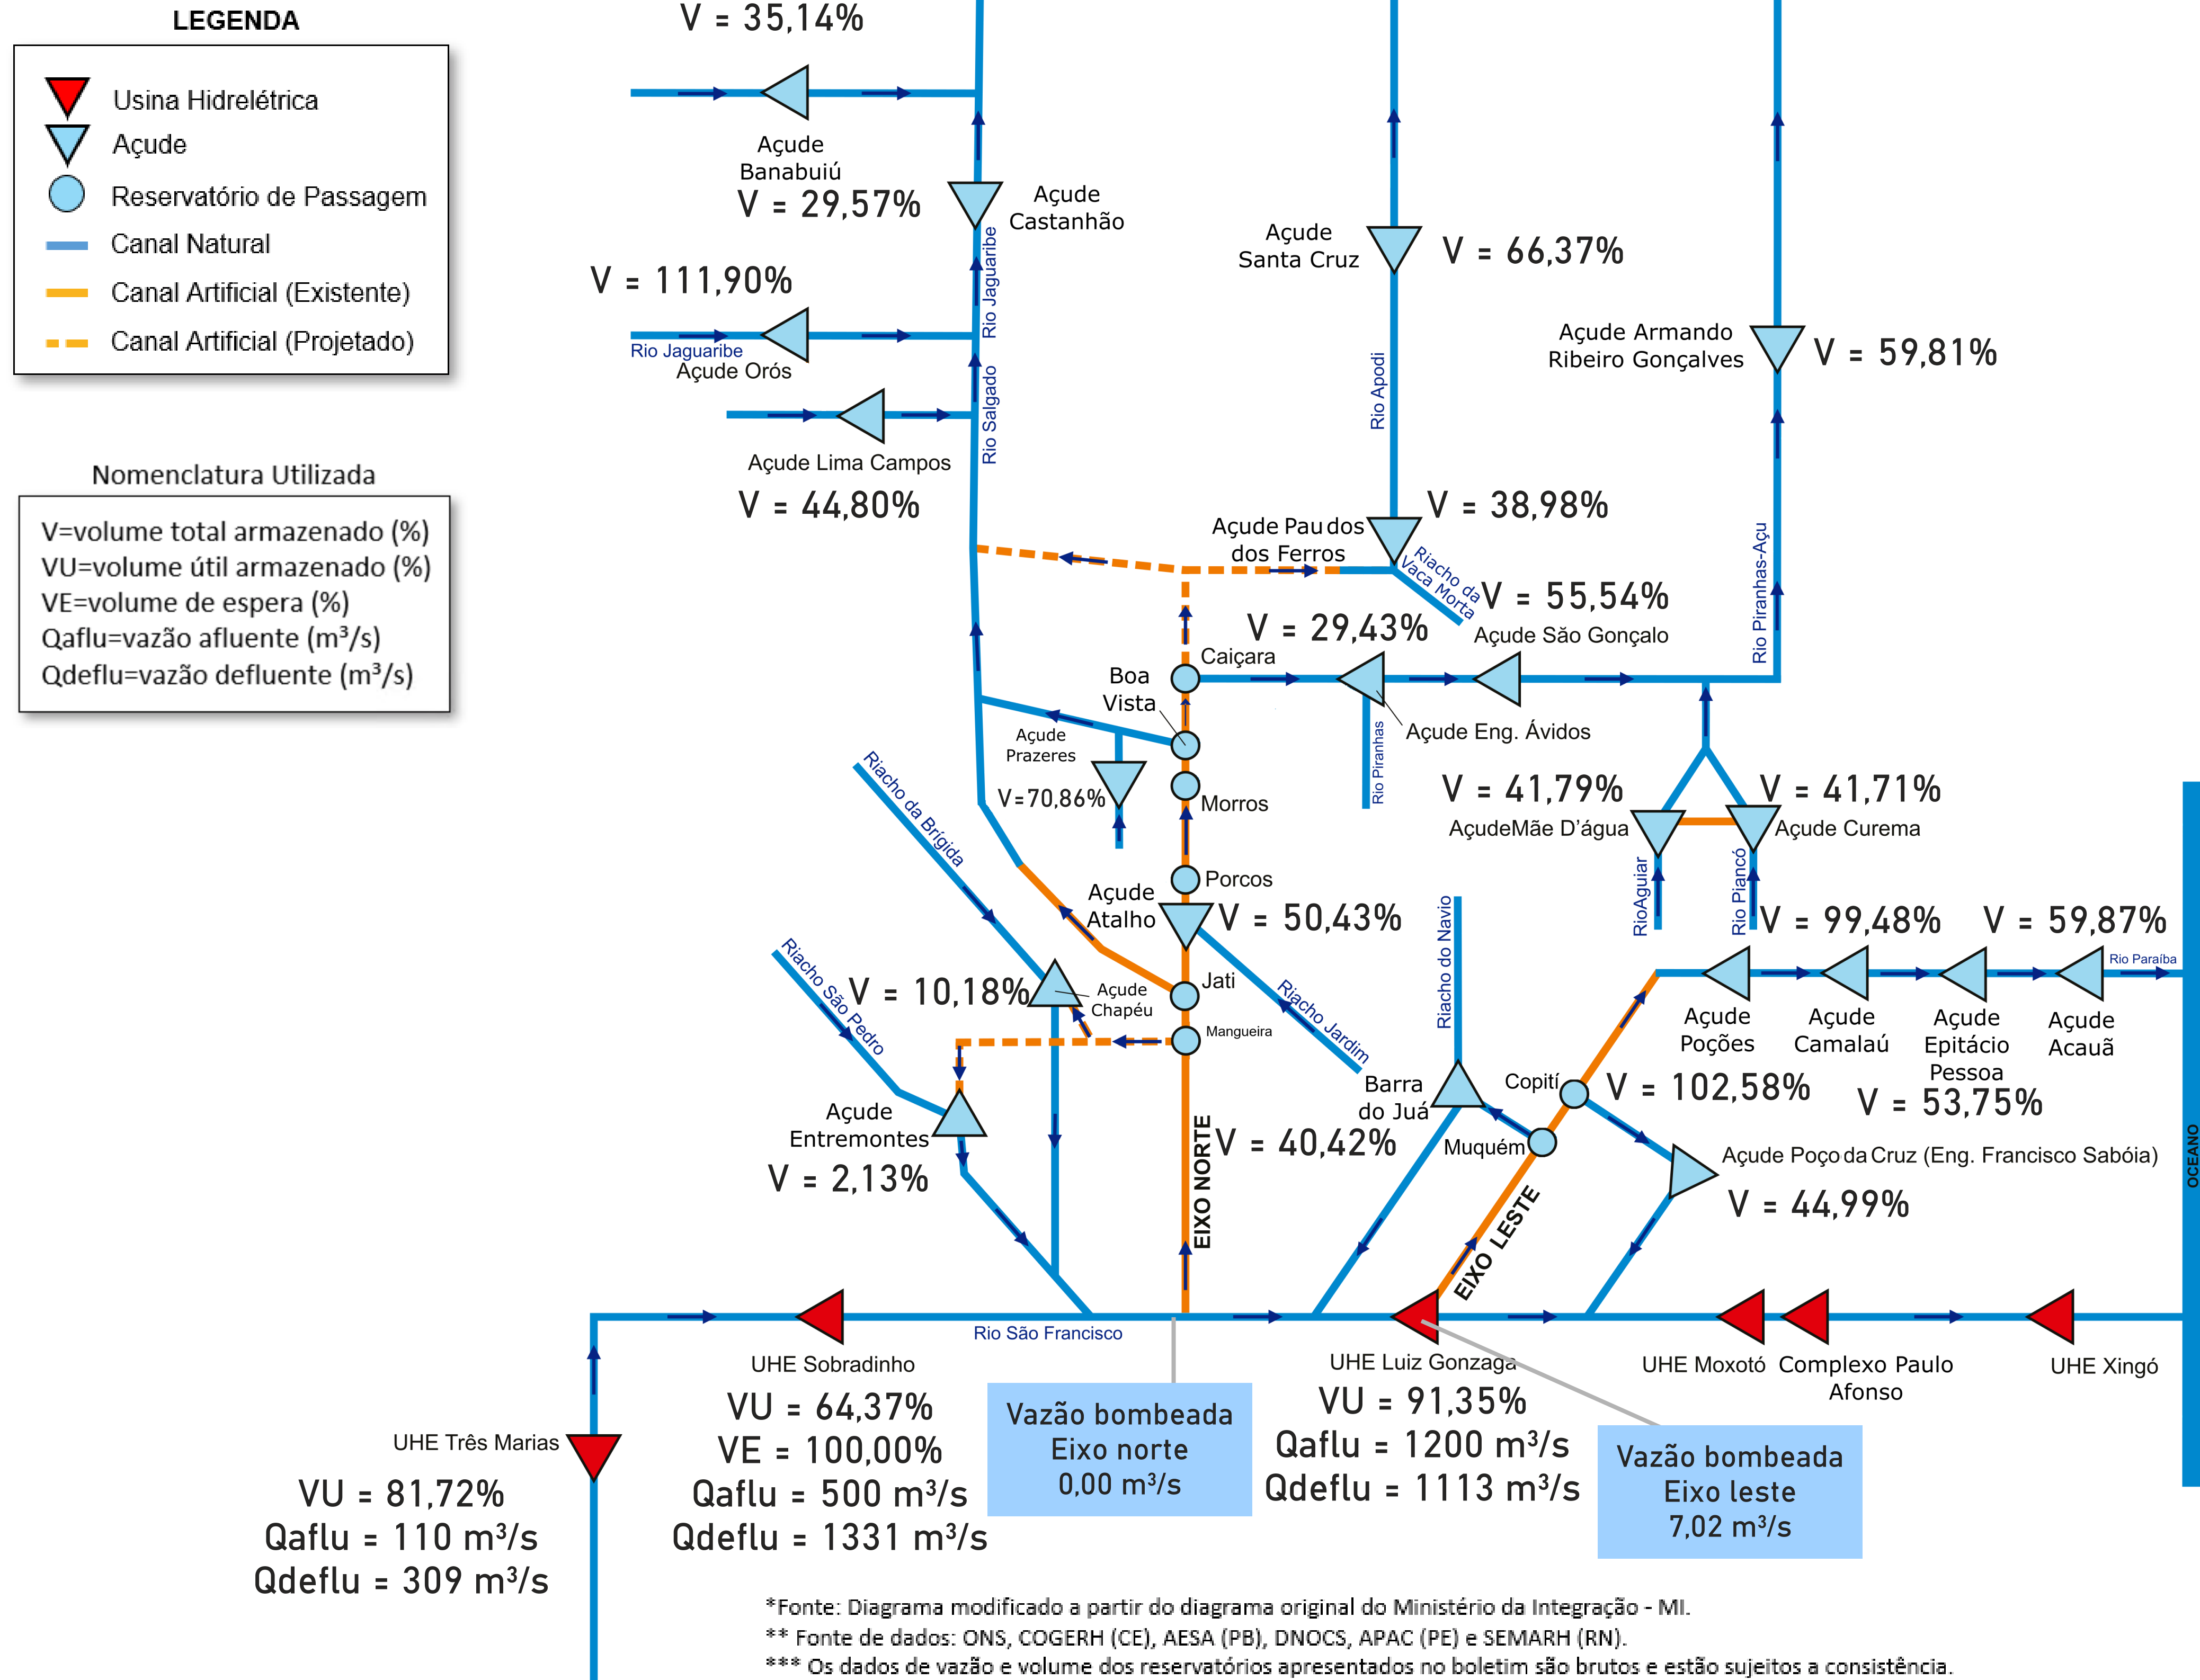 LEGENDA
Usina Hidrelétrica
Açude
Reservatório de Passagem
Canal Natural
Canal Artificial (Existente)
Canal Artificial (Projetado)
Nomenclatura Utilizada
V=volume total armazenado (%)
VU=volume útil armazenado (%)
VE=volume de espera (%)
Qaflu=vazão afluente (m³/s)
Qdeflu=vazão defluente (m³/s)
V = 35,14%
Açude
Banabuiú
V = 29,57%
Açude
Castanhão
Rio Jaguaribe
V = 111,90%
Rio Jaguaribe
Açude Orós
Rio Salgado
Açude Lima Campos
V = 44,80%
Açude
Santa Cruz
V = 66,37%
Rio Apodi
Açude Armando
Ribeiro Gonçalves
V = 59,81%
Rio Piranhas-Açu
Açude Pau dos
dos Ferros
V = 38,98%
Riacho da
Vaca Morta
V = 55,54%
Açude São Gonçalo
V = 29,43%
Caiçara
Boa
Vista
Açude Eng. Ávidos
Rio Piranhas
Açude
Prazeres
V=70,86%
Morros
Porcos
Riacho da Brígida
Açude
Atalho
V = 50,43%
V = 41,79%
AçudeMãe D'água
V = 41,71%
Açude Curema
RioAguiar
Rio Piancó
Riacho São Pedro
V = 10,18%
Açude
Chapéu
Jati
Mangueira
Riacho Jardim
Riacho do Navio
V = 99,48%
V = 59,87%
Rio Paraíba
Açude
Poções
Açude
Camalaú
Açude
Epitácio
Pessoa
Açude
Acauã
V = 102,58%
V = 53,75%
Açude
Entremontes
V = 2,13%
EIXO NORTE
Barra
do Juá
V = 40,42%
Copití
Muquém
Açude Poço da Cruz (Eng. Francisco Sabóia)
V = 44,99%
EIXO LESTE
OCEANO
Rio São Francisco
UHE Sobradinho
VU = 64,37%
VE = 100,00%
Qaflu = 500 m³/s
Qdeflu = 1331 m³/s
UHE Três Marias
VU = 81,72%
Qaflu = 110 m³/s
Qdeflu = 309 m³/s
Vazão bombeada
Eixo norte
0,00 m³/s
UHE Luiz Gonzaga
VU = 91,35%
Qaflu = 1200 m³/s
Qdeflu = 1113 m³/s
Vazão bombeada
Eixo leste
7,02 m³/s
UHE Moxotó
Complexo Paulo
Afonso
UHE Xingó
*Fonte: Diagrama modificado a partir do diagrama original do Ministério da Integração - MI.
** Fonte de dados: ONS, COGERH (CE), AESA (PB), DNOCS, APAC (PE) e SEMARH (RN).
*** Os dados de vazão e volume dos reservatórios apresentados no boletim são brutos e estão sujeitos a consistência.